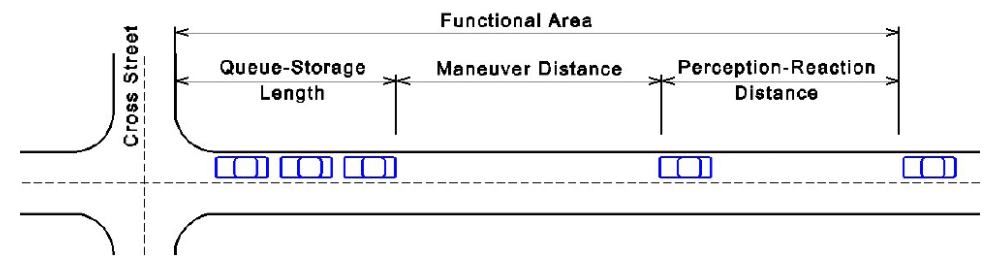 Functional Area
Queue-Storage
Length
Maneuver Distance
Perception-Reaction
Distance
Cross Street